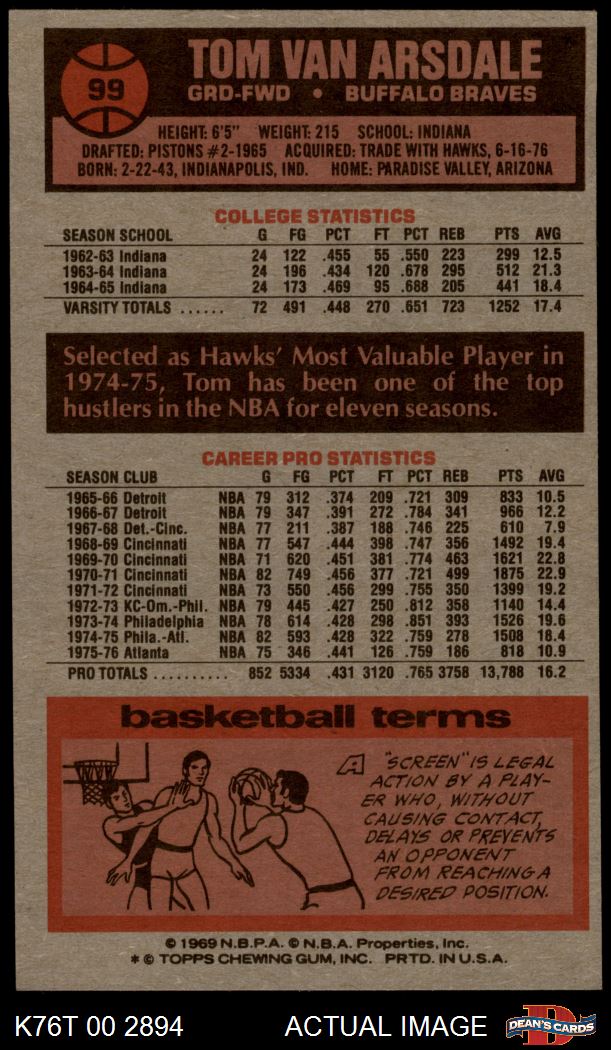 99
TOM VAN ARSDALE
GRD-FWD • BUFFALO BRAVES
HEIGHT: 6'5" WEIGHT: 215 SCHOOL: INDIANA
DRAFTED: PISTONS #2-1965 ACQUIRED: TRADE WITH HAWKS, 6-16-76
BORN: 2-22-43, INDIANAPOLIS, IND. HOME: PARADISE VALLEY, ARIZONA
COLLEGE STATISTICS
SEASON SCHOOL G FG PCT FT PCT REB PTS AVG
1962-63 Indiana 24 122 .455 55 .550 223 299 12.5
1963-64 Indiana 24 196 .434 120 .678 295 512 21.3
1964-65 Indiana 24 173 .469 95 .688 205 441 18.4
VARSITY TOTALS ...... 72 491 .448 270 .651 723 1252 17.4
Selected as Hawks' Most Valuable Player in
1974-75, Tom has been one of the top
hustlers in the NBA for eleven seasons.
CAREER PRO STATISTICS
SEASON CLUB G FG PCT FT PCT REB PTS AVG
1965-66 Detroit NBA 79 312 .374 209 .721 309 833 10.5
1966-67 Detroit NBA 79 347 .391 272 .784 341 966 12.2
1967-68 Det.-Cinc. NBA 77 211 .387 188 .746 225 610 7.9
1968-69 Cincinnati NBA 77 547 .444 398 .747 356 1492 19.4
1969-70 Cincinnati NBA 71 620 .451 381 .774 463 1621 22.8
1970-71 Cincinnati NBA 82 749 .456 377 .721 499 1875 22.9
1971-72 Cincinnati NBA 73 550 .456 299 .755 350 1399 19.2
1972-73 KC-Om.-Phil. NBA 79 445 .427 250 .812 358 1140 14.4
1973-74 Philadelphia NBA 78 614 .428 298 .851 393 1526 19.6
1974-75 Phila.-Atl. NBA 82 593 .428 322 .759 278 1508 18.4
1975-76 Atlanta NBA 75 346 .441 126 .759 186 818 10.9
PRO TOTALS .......... 852 5334 .431 3120 .765 3758 13,788 16.2
basketball terms
A "SCREEN" IS LEGAL
ACTION BY A PLAY-
ER WHO, WITHOUT
CAUSING CONTACT,
DELAYS OR PREVENTS
AN OPPONENT
FROM REACHING A
DESIRED POSITION.
© 1969 N.B.P.A. © N.B.A. Properties, Inc.
* © TOPPS CHEWING GUM, INC. PRTD. IN U.S.A.
K76T 00 2894 ACTUAL IMAGE D DEAN'S CARDS